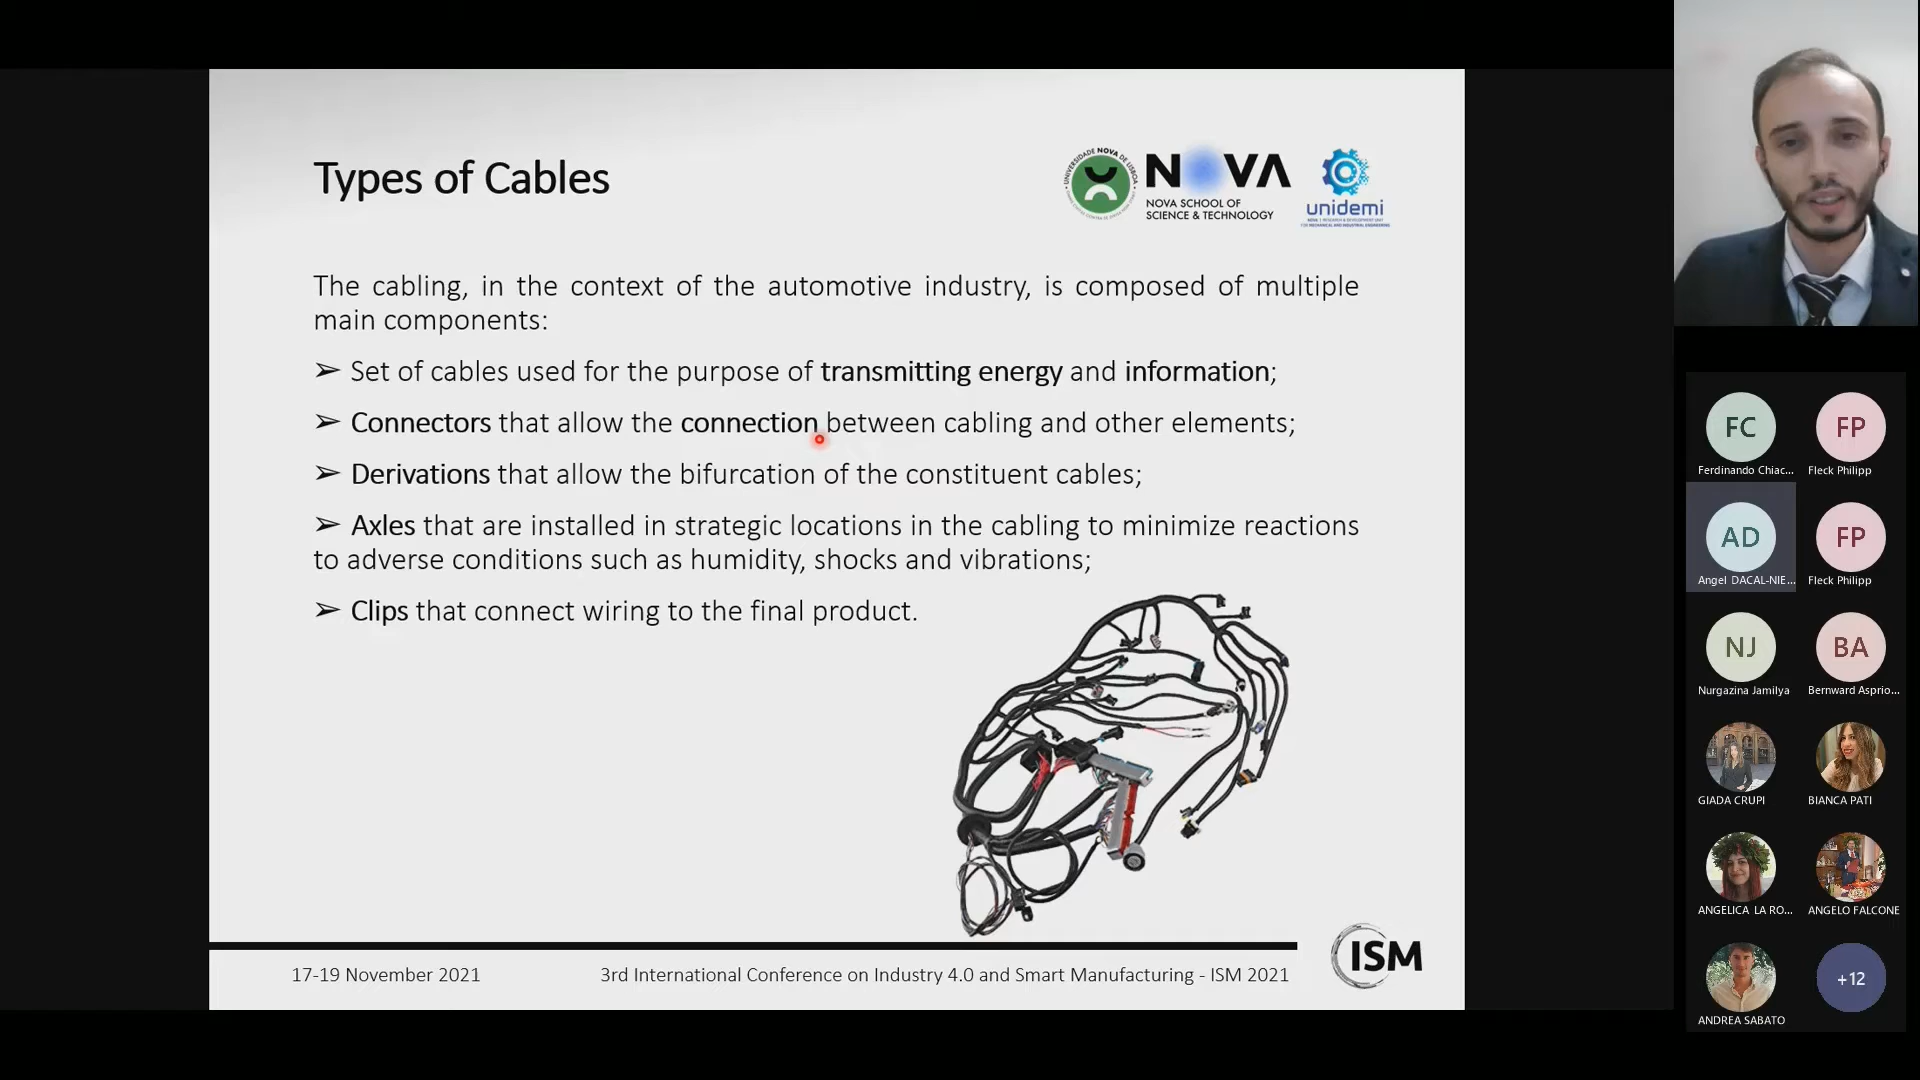 Types of Cables
UNIVERSIDADE NOVA DE LISBOA
NOVA
NOVA SCHOOL OF
SCIENCE & TECHNOLOGY
unidemi
The cabling, in the context of the automotive industry, is composed of multiple
main components:
➢ Set of cables used for the purpose of transmitting energy and information;
➢ Connectors that allow the connection between cabling and other elements;
➢ Derivations that allow the bifurcation of the constituent cables;
➢ Axles that are installed in strategic locations in the cabling to minimize reactions
to adverse conditions such as humidity, shocks and vibrations;
➢ Clips that connect wiring to the final product.
17-19 November 2021
3rd International Conference on Industry 4.0 and Smart Manufacturing - ISM 2021
ISM
FC
Ferdinando Chiac...
FP
Fleck Philipp
AD
Angel DACAL-NIE...
FP
Fleck Philipp
NJ
Nurgazina Jamilya
BA
Bernward Asprio...
GIADA CRUPI
BIANCA PATI
ANGELICA LA RO...
ANGELO FALCONE
ANDREA SABATO
+12